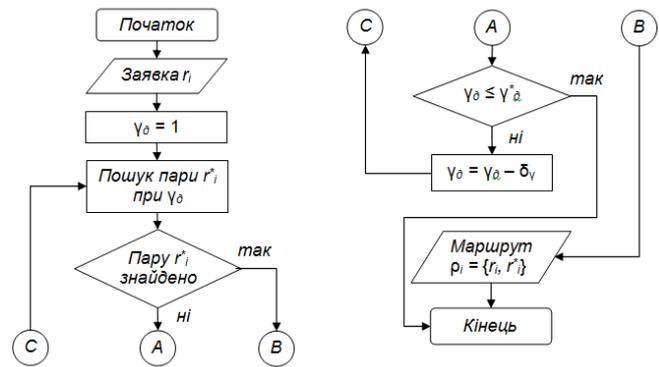 Початок
Заявка rᵢ
γ∂ = 1
Пошук пари r*ᵢ
при γ∂
Пару r*ᵢ
знайдено
так
ні
C
A
B
C
A
B
γ∂ ≤ γ*∂
так
ні
γ∂ = γ∂ – δγ
Маршрут
ρᵢ = {rᵢ, r*ᵢ}
Кінець